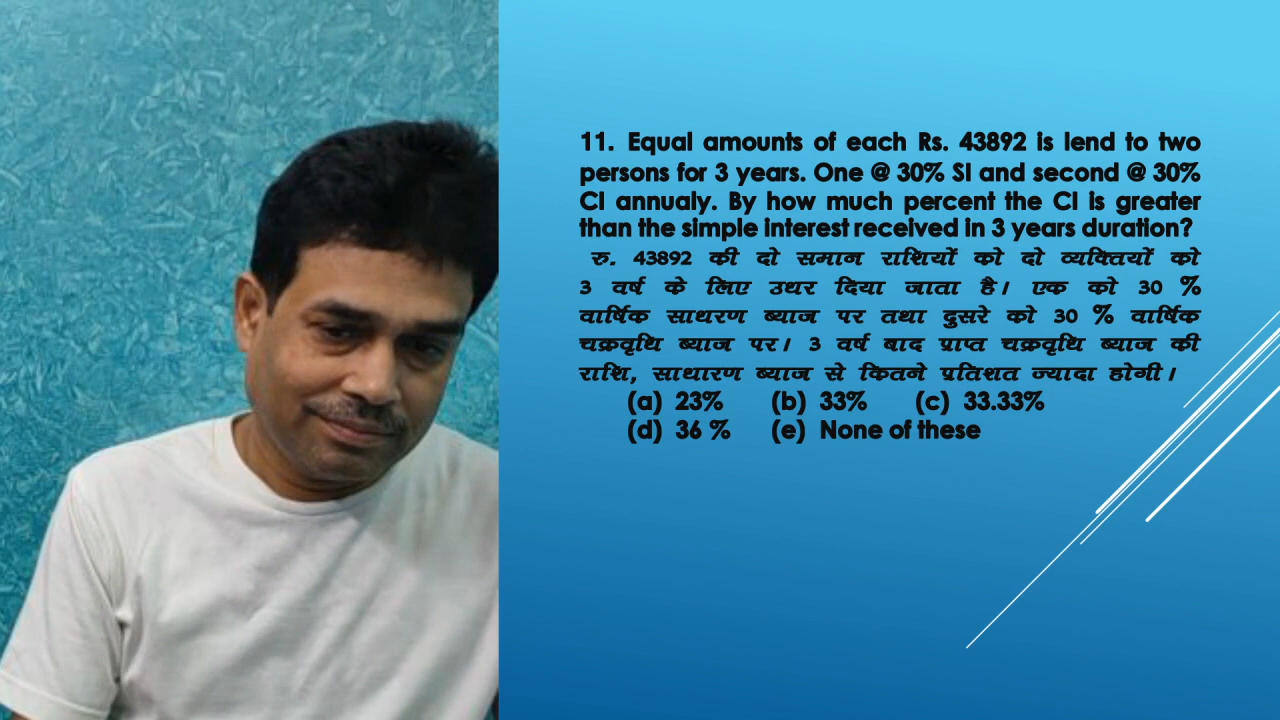 11. Equal amounts of each Rs. 43892 is lend to two
persons for 3 years. One @ 30% SI and second @ 30%
CI annualy. By how much percent the CI is greater
than the simple interest received in 3 years duration?
रु. 43892 की दो समान राशियों को दो व्यक्तियों को
3 वर्ष के लिए उधर दिया जाता है। एक को 30 %
वार्षिक साधरण ब्याज पर तथा दुसरे को 30 % वार्षिक
चक्रवृधि ब्याज पर। 3 वर्ष बाद प्राप्त चक्रवृधि ब्याज की
राशि, साधारण ब्याज से कितने प्रतिशत ज्यादा होगी।
(a) 23% (b) 33% (c) 33.33%
(d) 36 % (e) None of these